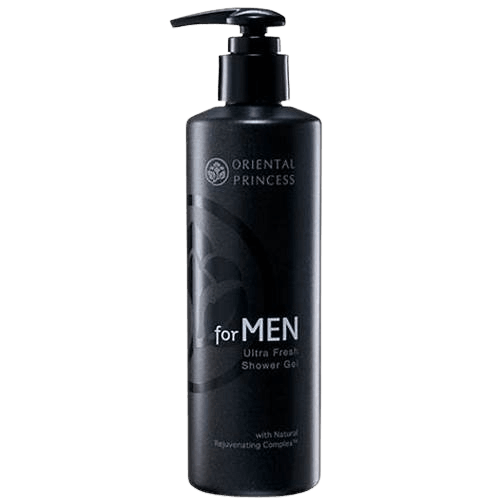 ORIENTAL
PRINCESS
for MEN
Ultra Fresh
Shower Gel
with Natural
Rejuvenating Complex™